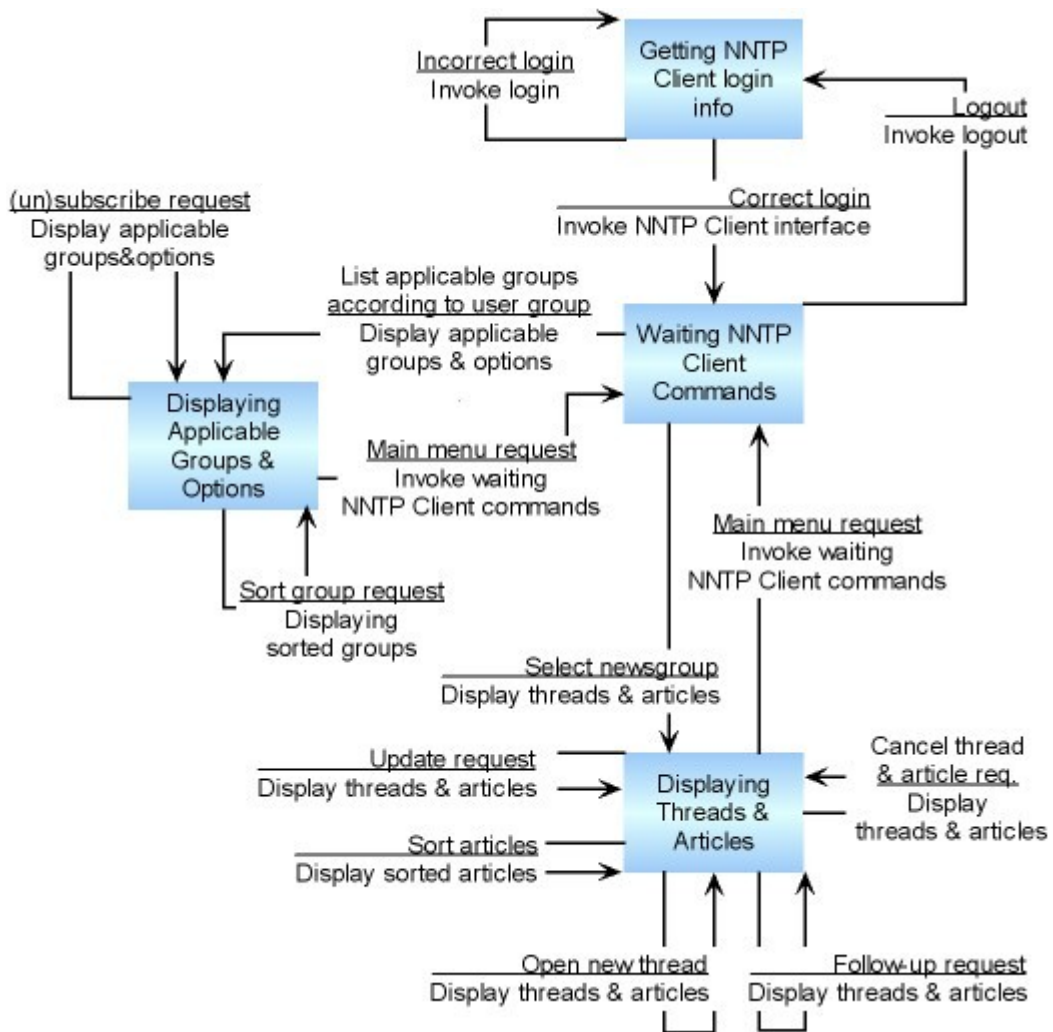 Getting NNTP
Client login
info
Incorrect login
Invoke login
Logout
Invoke logout
Correct login
Invoke NNTP Client interface
(un)subscribe request
Display applicable
groups&options
List applicable groups
according to user group
Display applicable
groups & options
Waiting NNTP
Client
Commands
Displaying
Applicable
Groups &
Options
Main menu request
Invoke waiting
NNTP Client commands
Main menu request
Invoke waiting
NNTP Client commands
Sort group request
Displaying
sorted groups
Select newsgroup
Display threads & articles
Update request
Display threads & articles
Displaying
Threads &
Articles
Cancel thread
& article req.
Display
threads & articles
Sort articles
Display sorted articles
Open new thread
Display threads & articles
Follow-up request
Display threads & articles